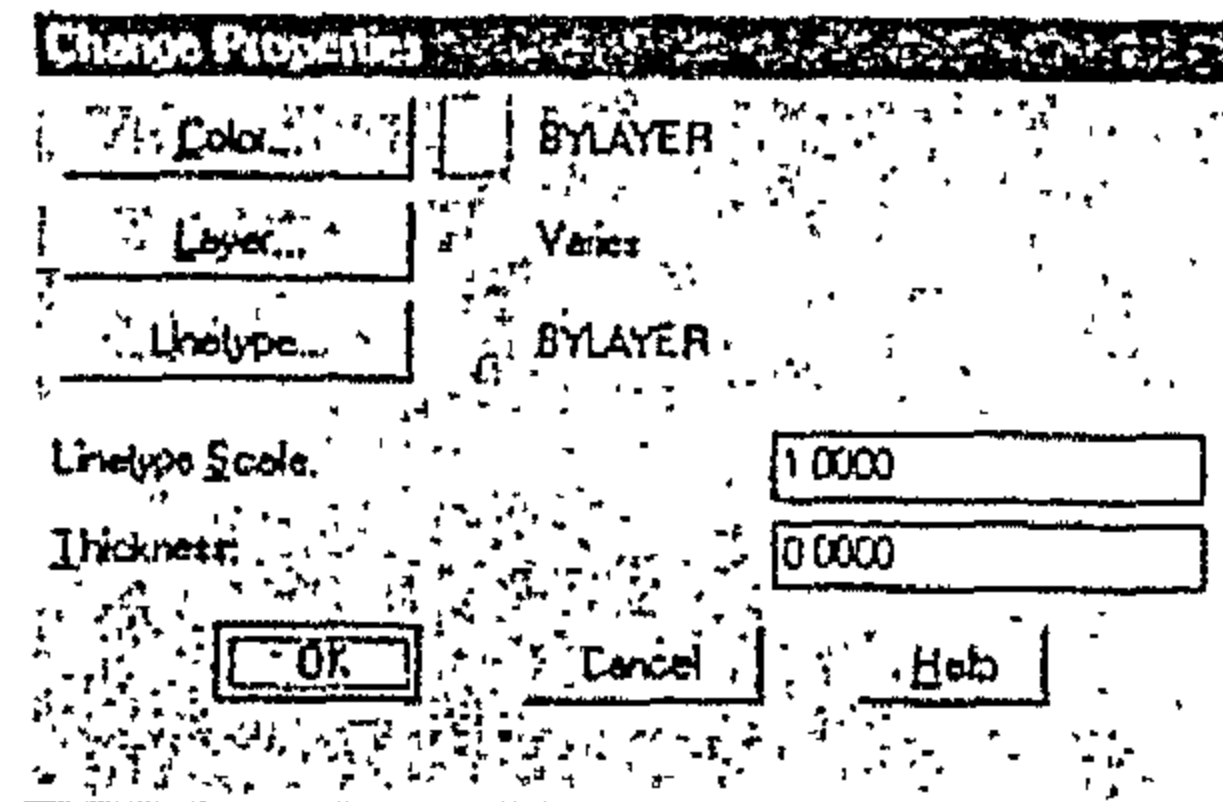 Change Properties
Color... BYLAYER
Layer... Varies
Linetype... BYLAYER
Linetype Scale: 1.0000
Thickness: 0.0000
OK Cancel Help